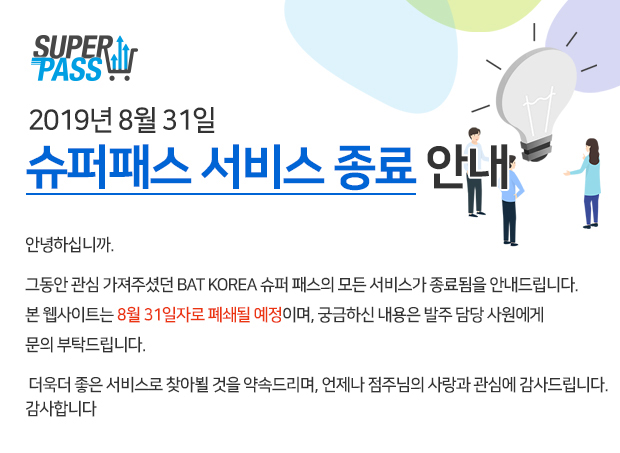 SUPER
PASS
2019년 8월 31일
슈퍼패스 서비스 종료 안내
안녕하십니까.
그동안 관심 가져주셨던 BAT KOREA 슈퍼 패스의 모든 서비스가 종료됨을 안내드립니다.
본 웹사이트는 8월 31일자로 폐쇄될 예정이며, 궁금하신 내용은 발주 담당 사원에게
문의 부탁드립니다.
더욱더 좋은 서비스로 찾아뵐 것을 약속드리며, 언제나 점주님의 사랑과 관심에 감사드립니다.
감사합니다